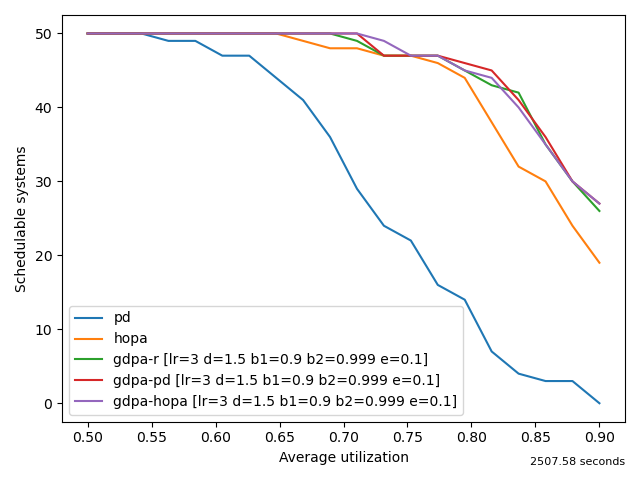 50
40
30
20
10
0
Schedulable systems
pd
hopa
gdpa-r [lr=3 d=1.5 b1=0.9 b2=0.999 e=0.1]
gdpa-pd [lr=3 d=1.5 b1=0.9 b2=0.999 e=0.1]
gdpa-hopa [lr=3 d=1.5 b1=0.9 b2=0.999 e=0.1]
0.50 0.55 0.60 0.65 0.70 0.75 0.80 0.85 0.90
Average utilization
2507.58 seconds